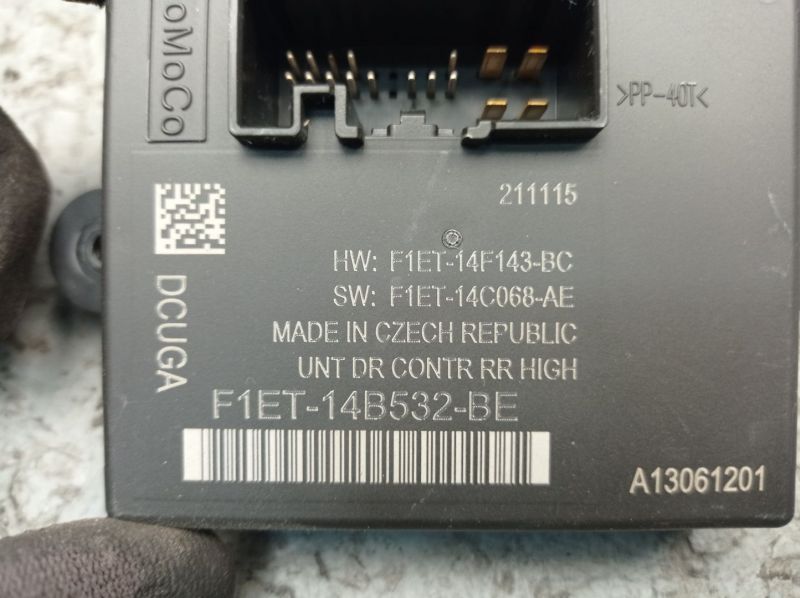 oMoCo
>PP-40T<
211115
HW: F1ET-14F143-BC
SW: F1ET-14C068-AE
MADE IN CZECH REPUBLIC
UNT DR CONTR RR HIGH
DCUGA
F1ET-14B532-BE
A13061201